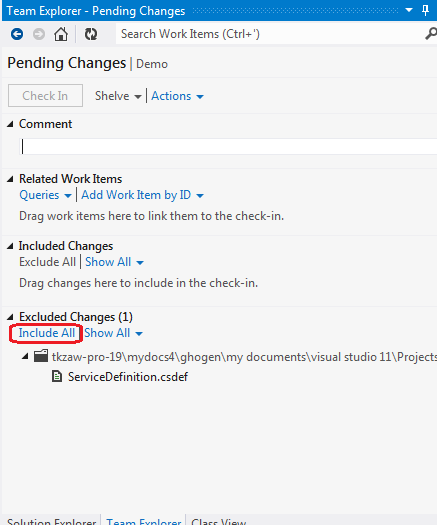 Team Explorer - Pending Changes
Search Work Items (Ctrl+')
Pending Changes | Demo
Check In Shelve Actions
Comment
Related Work Items
Queries Add Work Item by ID
Drag work items here to link them to the check-in.
Included Changes
Exclude All Show All
Drag changes here to include in the check-in.
Excluded Changes (1)
Include All Show All
tkzaw-pro-19\mydocs4\ghogen\my documents\visual studio 11\Projects
ServiceDefinition.csdef
Solution Explorer Team Explorer Class View